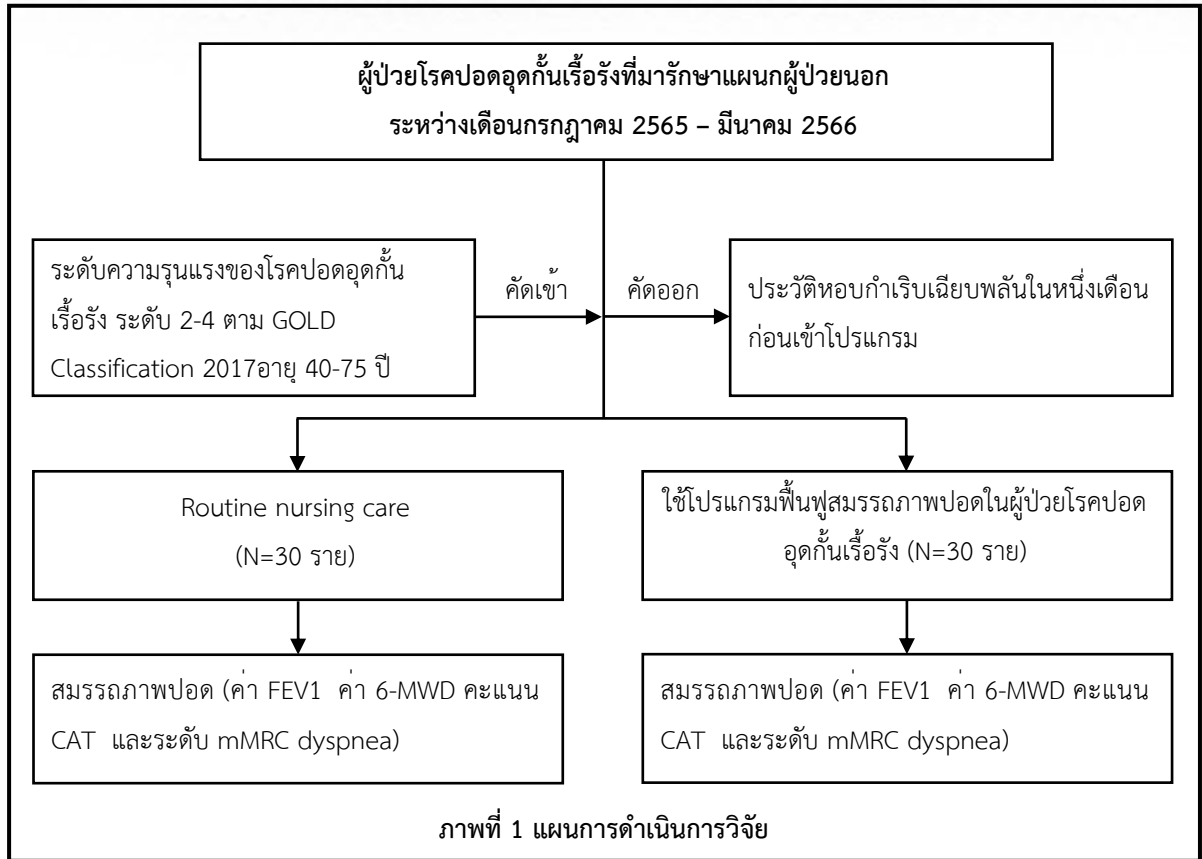 ผู้ป่วยโรคปอดอุดกั้นเรื้อรังที่มารักษาแผนกผู้ป่วยนอก
ระหว่างเดือนกรกฎาคม 2565 – มีนาคม 2566
ระดับความรุนแรงของโรคปอดอุดกั้น
เรื้อรัง ระดับ 2-4 ตาม GOLD
Classification 2017อายุ 40-75 ปี
คัดเข้า
คัดออก
ประวัติหอบกำเริบเฉียบพลันในหนึ่งเดือน
ก่อนเข้าโปรแกรม
Routine nursing care
(N=30 ราย)
ใช้โปรแกรมฟื้นฟูสมรรถภาพปอดในผู้ป่วยโรคปอด
อุดกั้นเรื้อรัง (N=30 ราย)
สมรรถภาพปอด (ค่า FEV1 ค่า 6-MWD คะแนน
CAT และระดับ mMRC dyspnea)
สมรรถภาพปอด (ค่า FEV1 ค่า 6-MWD คะแนน
CAT และระดับ mMRC dyspnea)
ภาพที่ 1 แผนการดำเนินการวิจัย